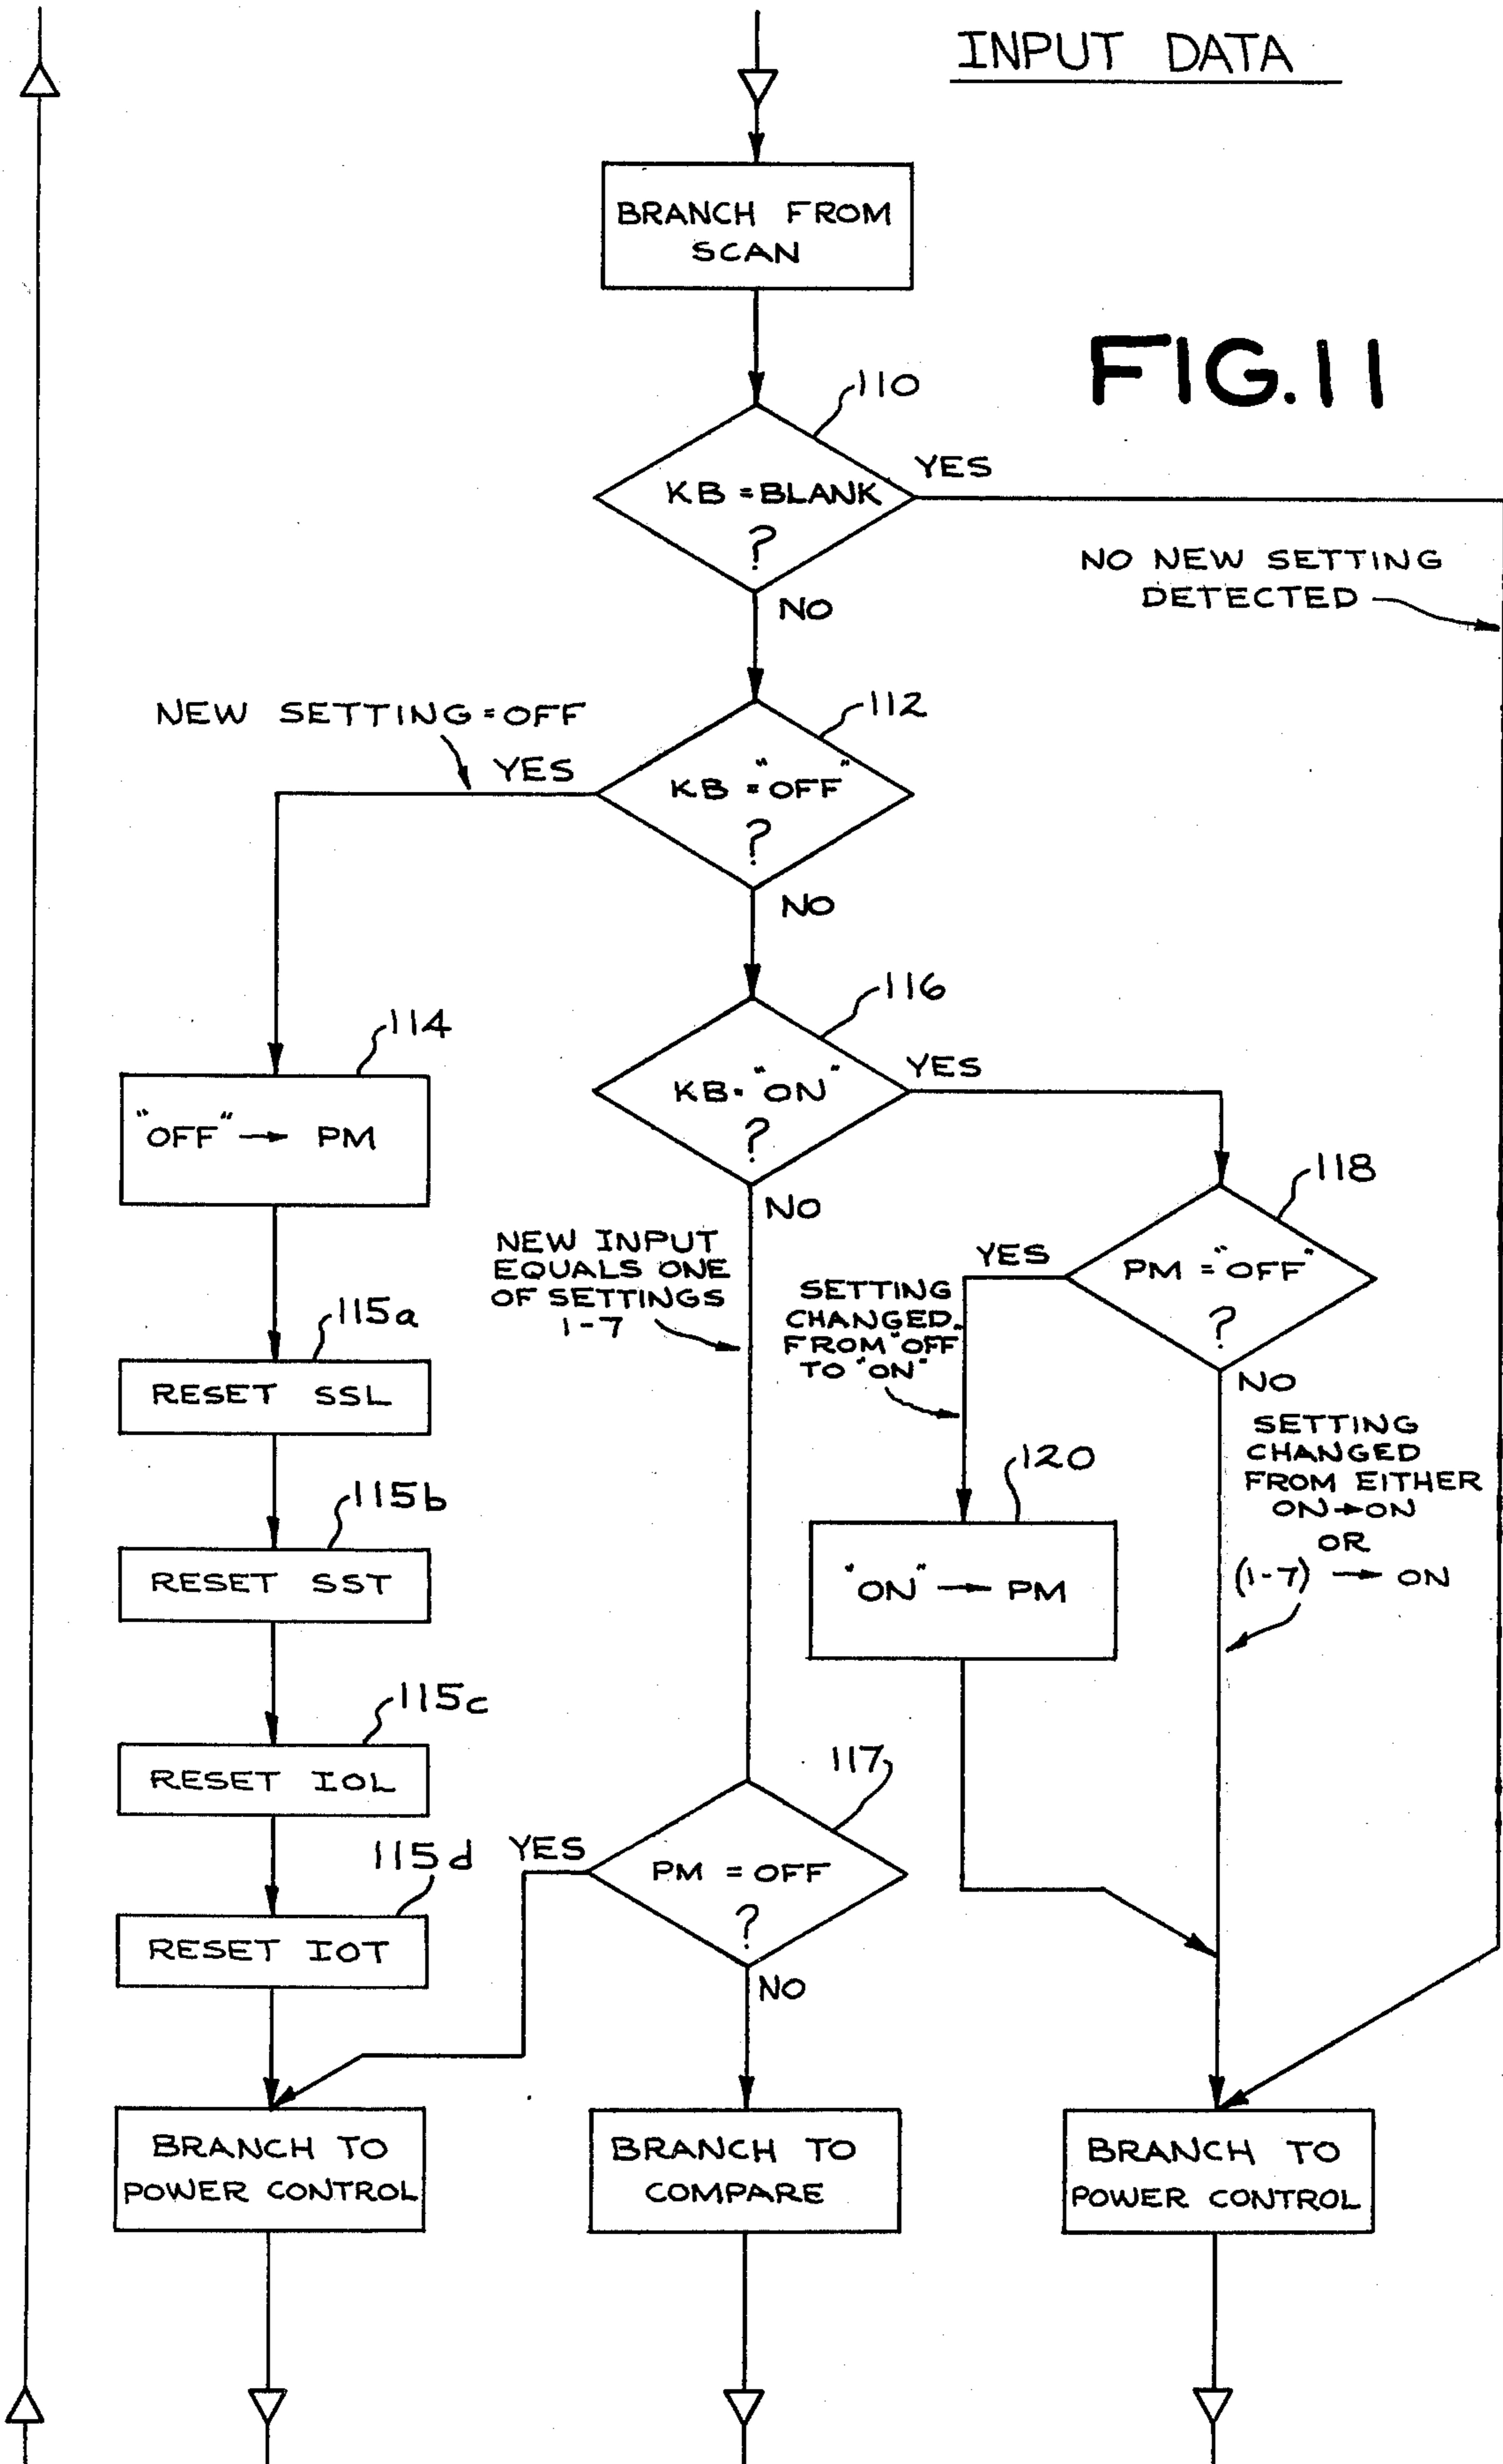 INPUT DATA
BRANCH FROM
SCAN
FIG.11
110
KB = BLANK
?
YES
NO
NO NEW SETTING
DETECTED
NEW SETTING = OFF
112
YES
KB = "OFF"
?
NO
116
KB = "ON"
?
YES
NO
114
"OFF" → PM
118
PM = "OFF"
?
YES
NO
NEW INPUT
EQUALS ONE
OF SETTINGS
1-7
SETTING
CHANGED
FROM "OFF
TO "ON"
115a
RESET SSL
SETTING
CHANGED
FROM EITHER
ON→ON
OR
(1-7) → ON
120
"ON" → PM
115b
RESET SST
115c
RESET IOL
117
PM = OFF
?
YES
NO
115d
RESET IOT
BRANCH TO
POWER CONTROL
BRANCH TO
COMPARE
BRANCH TO
POWER CONTROL